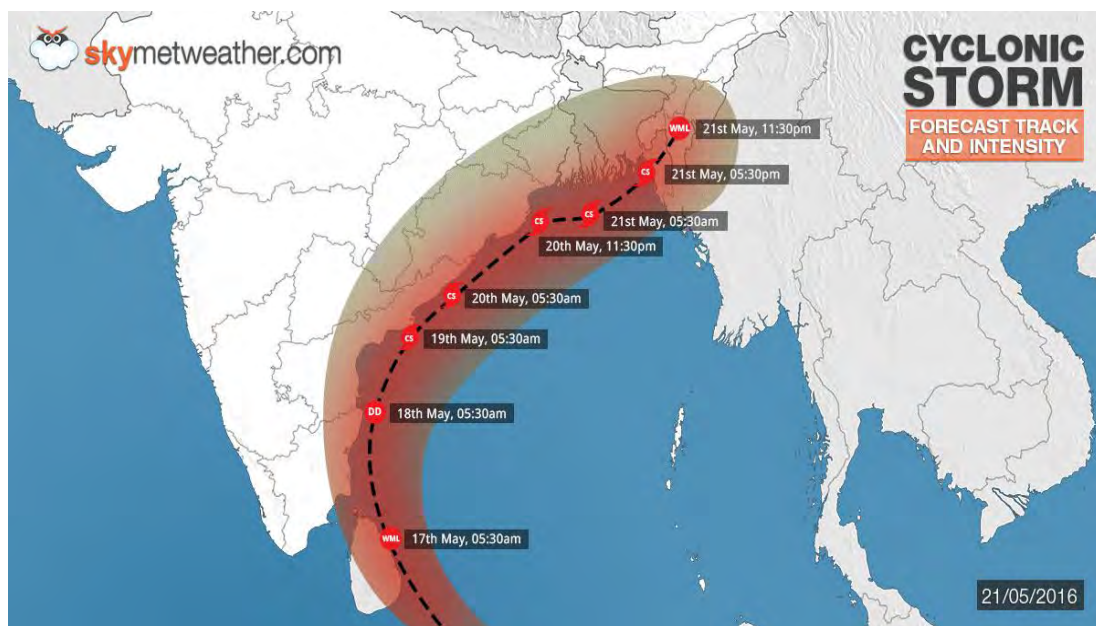 skymetweather.com
CYCLONIC
STORM
FORECAST TRACK
AND INTENSITY
WML 21st May, 11:30pm
CS 21st May, 05:30pm
CS 21st May, 05:30am
CS 20th May, 11:30pm
CS 20th May, 05:30am
CS 19th May, 05:30am
DD 18th May, 05:30am
WML 17th May, 05:30am
21/05/2016